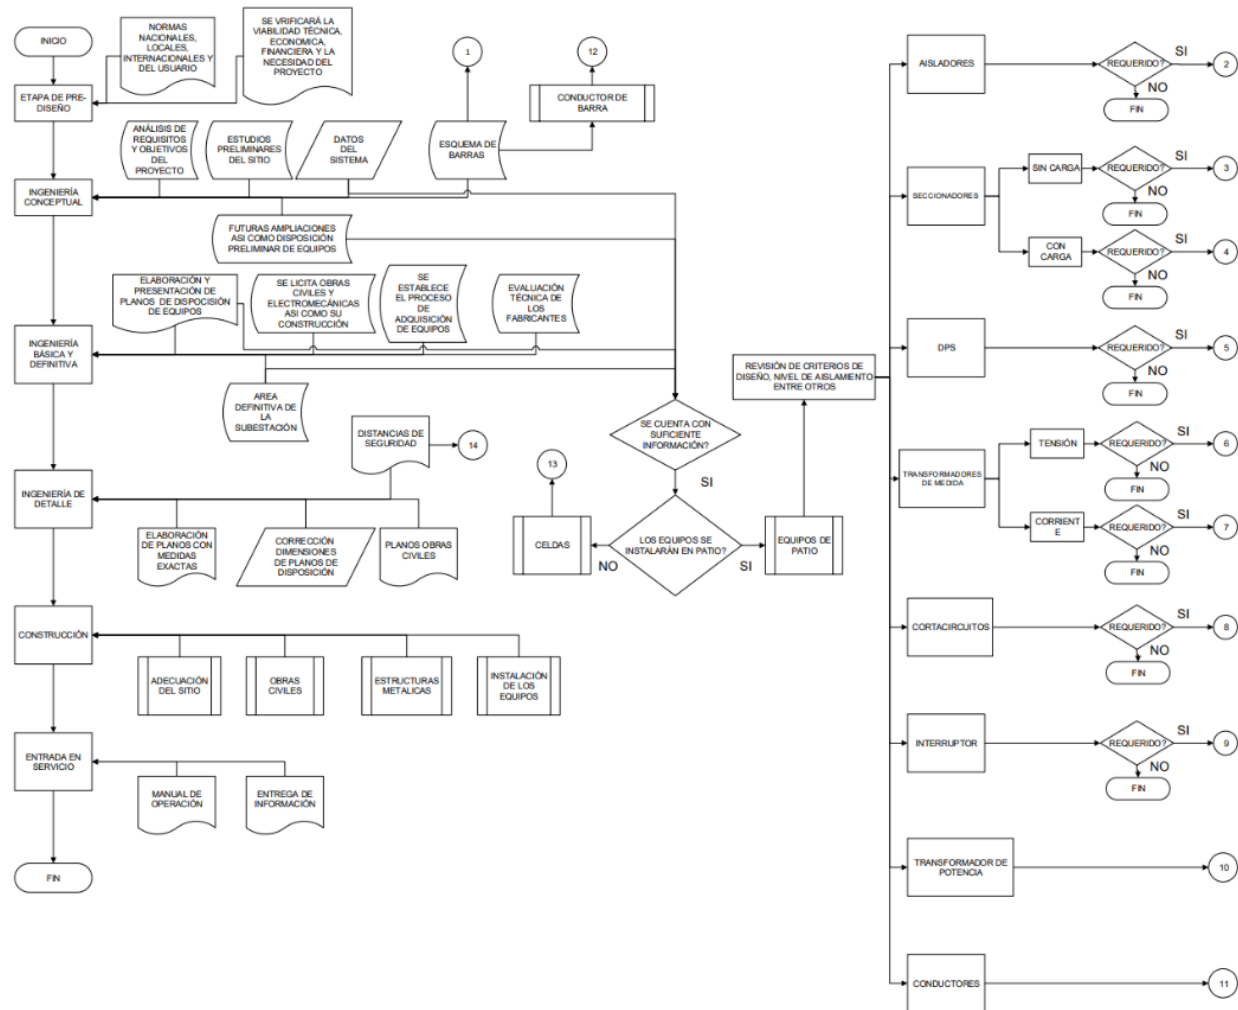 INICIO
NORMAS
NACIONALES,
LOCALES,
INTERNACIONALES Y
DEL USUARIO
SE VRIFICARÁ LA
VIABILIDAD TÉCNICA,
ECONOMICA,
FINANCIERA Y LA
NECESIDAD DEL
PROYECTO
ETAPA DE PRE-
DISEÑO
1
12
CONDUCTOR DE
BARRA
ANÁLISIS DE
REQUISITOS
Y OBJETIVOS
DEL
PROYECTO
ESTUDIOS
PRELIMINARES
DEL SITIO
DATOS
DEL
SISTEMA
ESQUEMA DE
BARRAS
INGENIERÍA
CONCEPTUAL
FUTURAS AMPLIACIONES
ASI COMO DISPOSICIÓN
PRELIMINAR DE EQUIPOS
ELABORACIÓN Y
PRESENTACIÓN DE
PLANOS DE DISPOCISIÓN
DE EQUIPOS
SE LICITA OBRAS
CIVILES Y
ELECTROMECÁNICAS
ASI COMO SU
CONSTRUCCIÓN
SE
ESTABLECE
EL PROCESO
DE
ADQUISICIÓN
DE EQUIPOS
EVALUACIÓN
TÉCNICA DE
LOS
FABRICANTES
INGENIERÍA
BÁSICA Y
DEFINITIVA
AREA
DEFINITIVA DE
LA
SUBESTACIÓN
DISTANCIAS DE
SEGURIDAD
14
INGENIERÍA DE
DETALLE
ELABORACIÓN
DE PLANOS CON
MEDIDAS
EXACTAS
CORRECCIÓN
DIMENSIONES
DE PLANOS DE
DISPOSICIÓN
PLANOS OBRAS
CIVILES
CONSTRUCCIÓN
ADECUACIÓN
DEL SITIO
OBRAS
CIVILES
ESTRUCTURAS
METALICAS
INSTALACIÓN
DE LOS
EQUIPOS
ENTRADA EN
SERVICIO
MANUAL DE
OPERACIÓN
ENTREGA DE
INFORMACIÓN
FIN
SE CUENTA CON
SUFICIENTE
INFORMACIÓN?
SI
LOS EQUIPOS SE
INSTALARÁN EN PATIO?
NO
SI
13
CELDAS
EQUIPOS DE
PATIO
REVISIÓN DE CRITERIOS DE
DISEÑO, NIVEL DE AISLAMIENTO
ENTRE OTROS
AISLADORES
REQUERIDO?
SI
2
NO
FIN
SECCIONADORES
SIN CARGA
REQUERIDO?
SI
3
NO
FIN
CON
CARGA
REQUERIDO?
SI
4
NO
FIN
DPS
REQUERIDO?
SI
5
NO
FIN
TRANSFORMADORES
DE MEDIDA
TENSIÓN
REQUERIDO?
SI
6
NO
FIN
CORRIENT
E
REQUERIDO?
SI
7
NO
FIN
CORTACIRCUITOS
REQUERIDO?
SI
8
NO
FIN
INTERRUPTOR
REQUERIDO?
SI
9
NO
FIN
TRANSFORMADOR DE
POTENCIA
10
CONDUCTORES
11